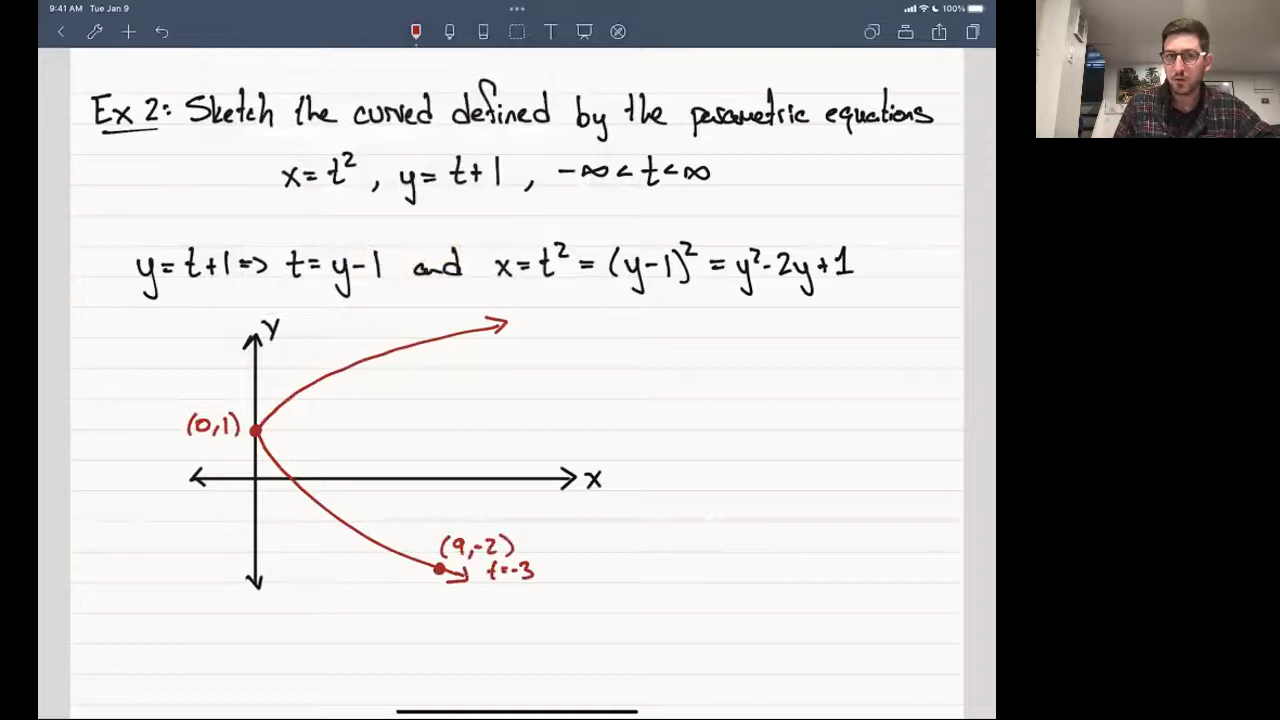 9:41 AM Tue Jan 9
100%
Ex 2: Sketch the curved defined by the parametric equations
x = t², y = t+1, -∞ < t < ∞
y = t+1 => t = y-1 and x = t² = (y-1)² = y²-2y+1
y
(0,1)
x
(9,-2)
t=-3